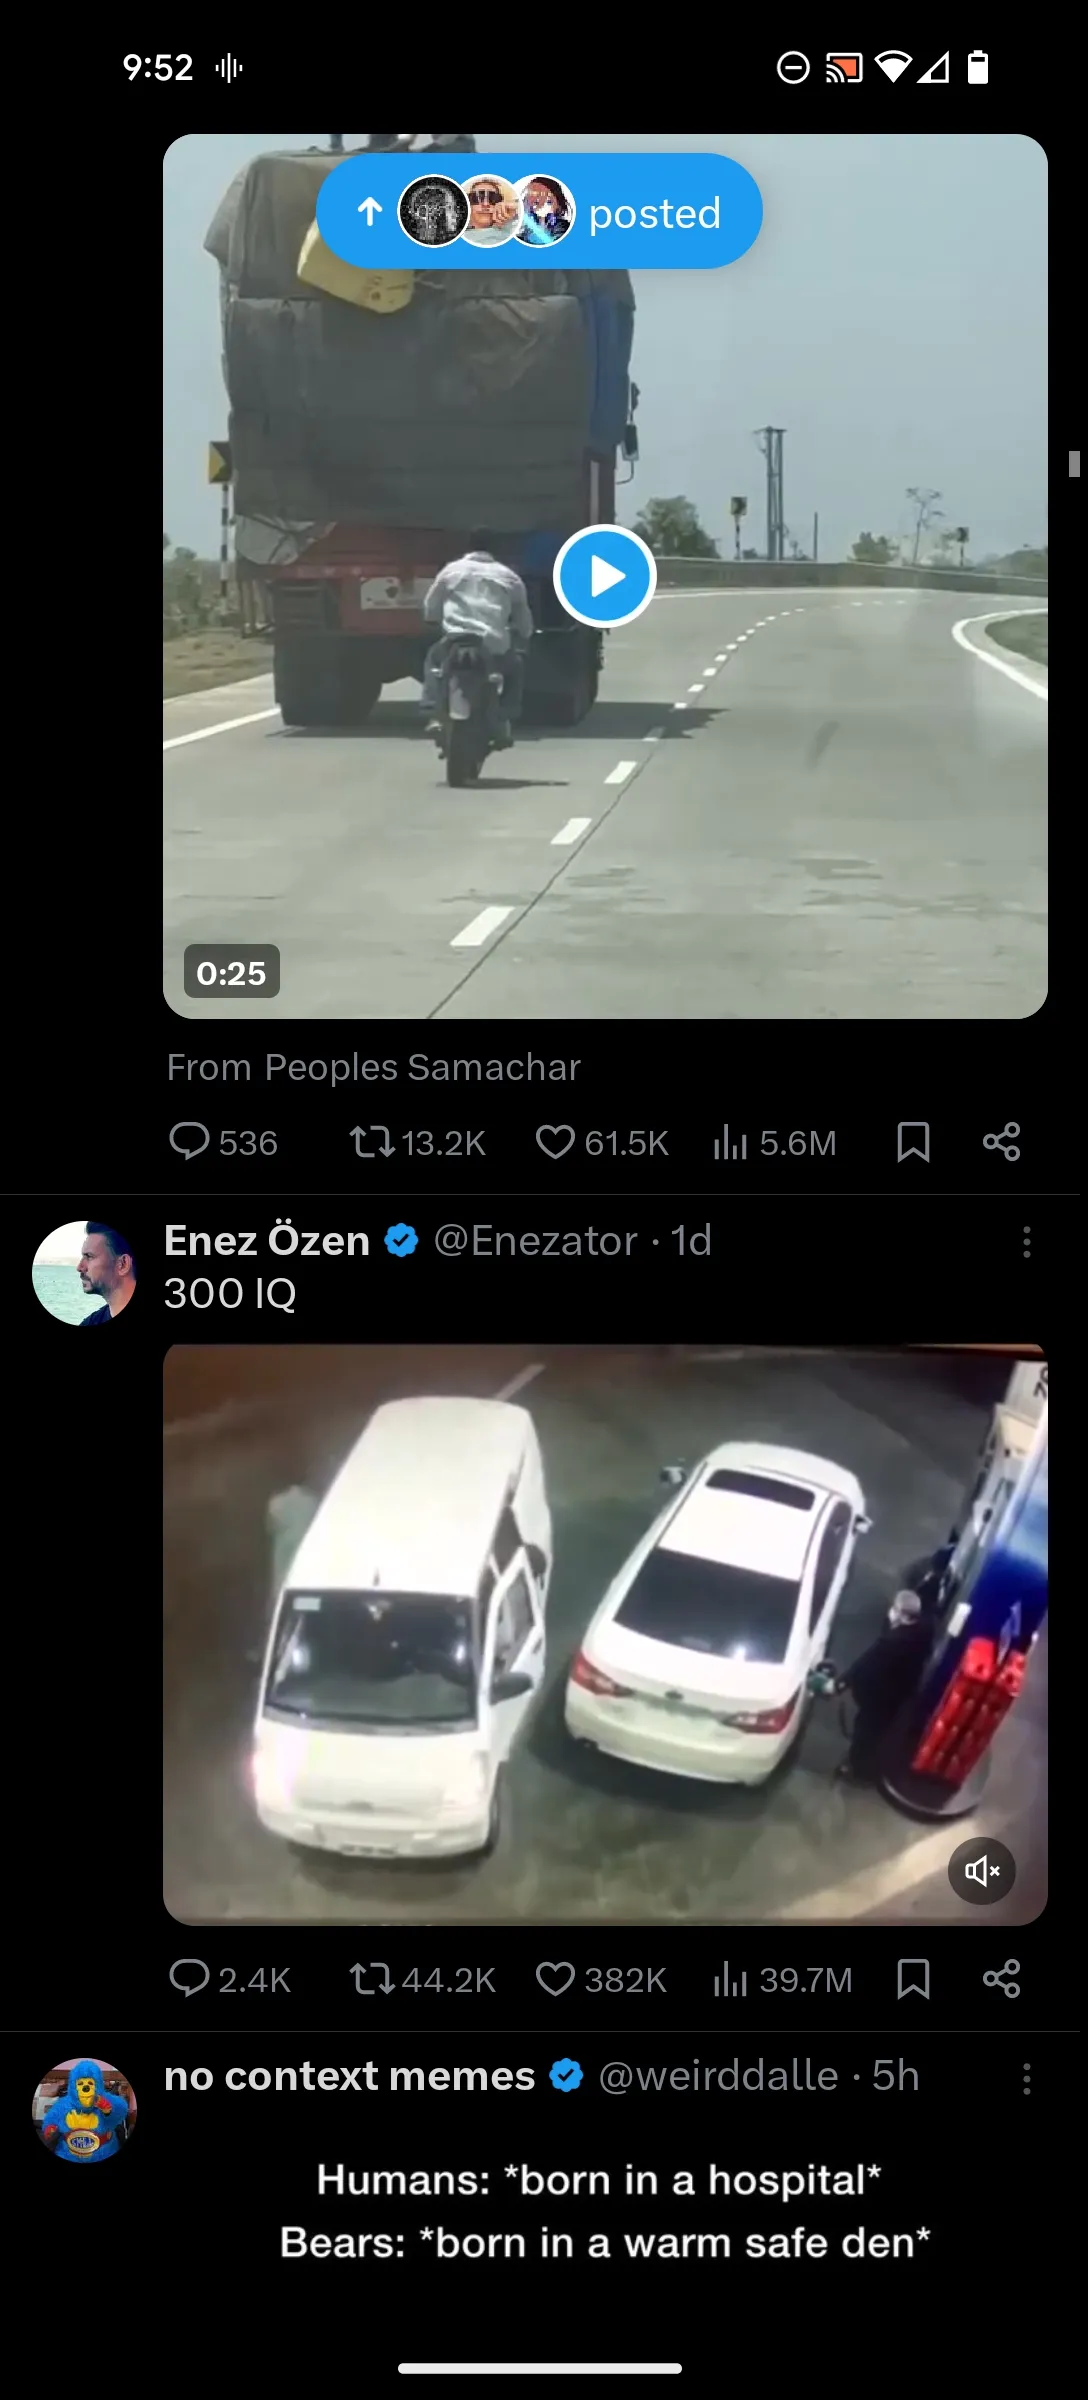 9:52
posted
0:25
From Peoples Samachar
536 13.2K 61.5K 5.6M
Enez Özen @Enezator · 1d
300 IQ
2.4K 44.2K 382K 39.7M
no context memes @weirddalle · 5h
Humans: *born in a hospital*
Bears: *born in a warm safe den*